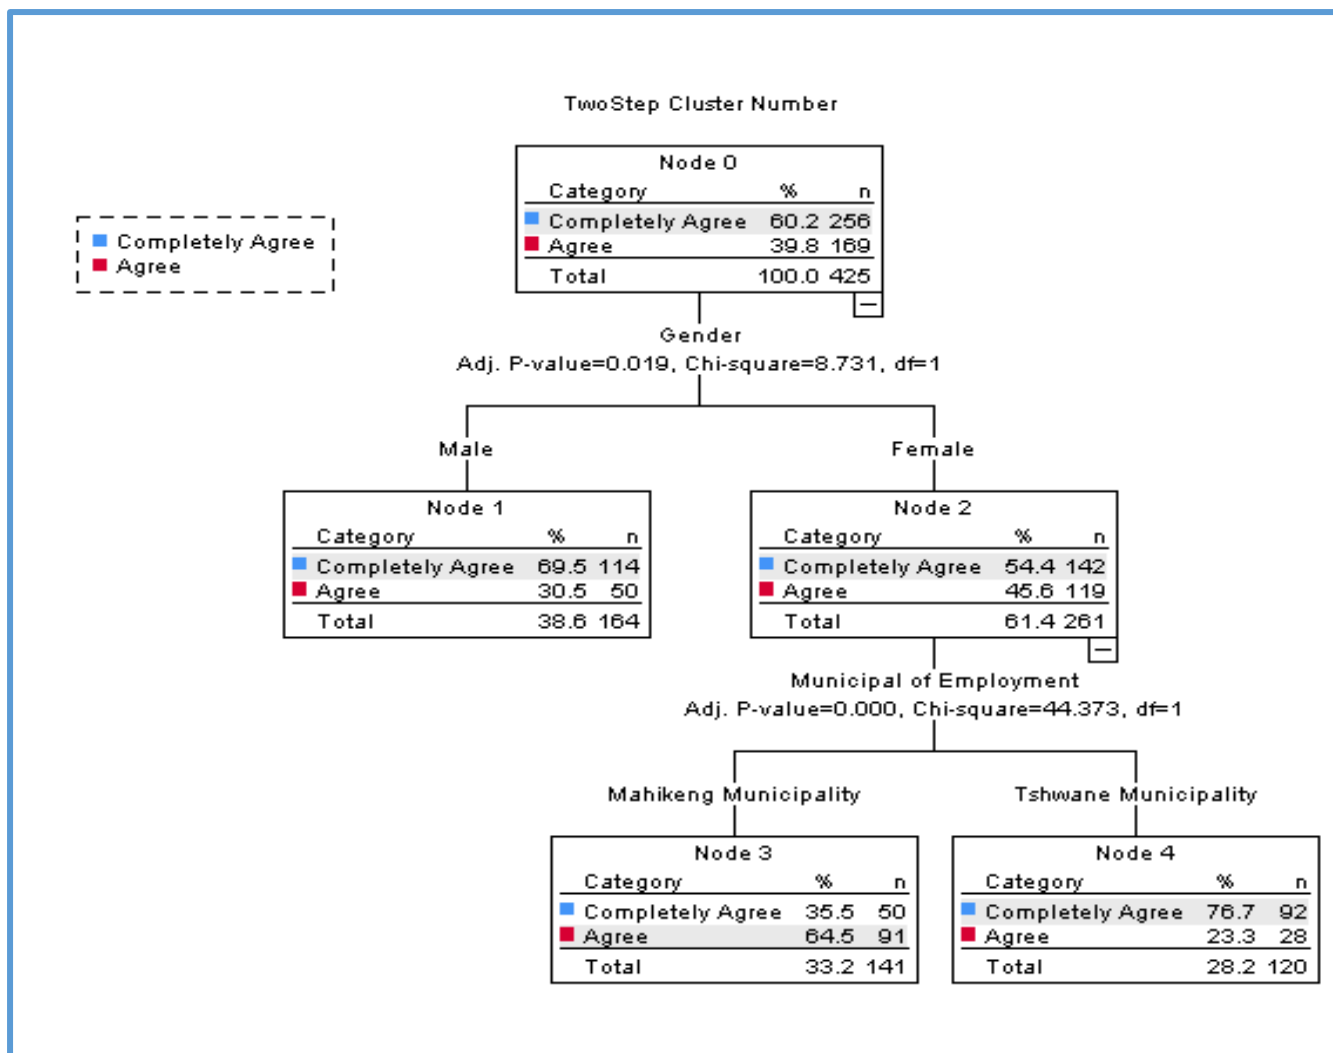 TwoStep Cluster Number
Node 0
Category % n
Completely Agree 60.2 256
Agree 39.8 169
Total 100.0 425
Completely Agree
Agree
Gender
Adj. P-value=0.019, Chi-square=8.731, df=1
Male
Female
Node 1
Category % n
Completely Agree 69.5 114
Agree 30.5 50
Total 38.6 164
Node 2
Category % n
Completely Agree 54.4 142
Agree 45.6 119
Total 61.4 261
Municipal of Employment
Adj. P-value=0.000, Chi-square=44.373, df=1
Mahikeng Municipality
Tshwane Municipality
Node 3
Category % n
Completely Agree 35.5 50
Agree 64.5 91
Total 33.2 141
Node 4
Category % n
Completely Agree 76.7 92
Agree 23.3 28
Total 28.2 120